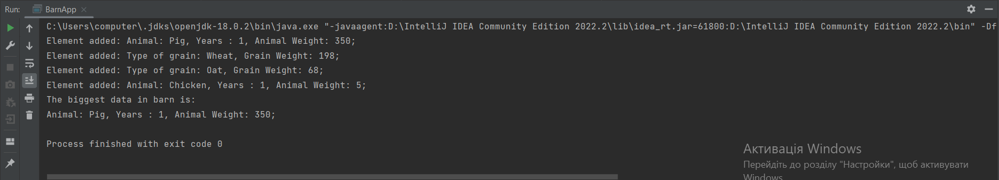 Run: BarnApp
C:\Users\computer\.jdks\openjdk-18.0.2\bin\java.exe "-javaagent:D:\IntelliJ IDEA Community Edition 2022.2\lib\idea_rt.jar=61800:D:\IntelliJ IDEA Community Edition 2022.2\bin" -Df
Element added: Animal: Pig, Years : 1, Animal Weight: 350;
Element added: Type of grain: Wheat, Grain Weight: 198;
Element added: Type of grain: Oat, Grain Weight: 68;
Element added: Animal: Chicken, Years : 1, Animal Weight: 5;
The biggest data in barn is:
Animal: Pig, Years : 1, Animal Weight: 350;
Process finished with exit code 0
Активація Windows
Перейдіть до розділу "Настройки", щоб активувати
Windows